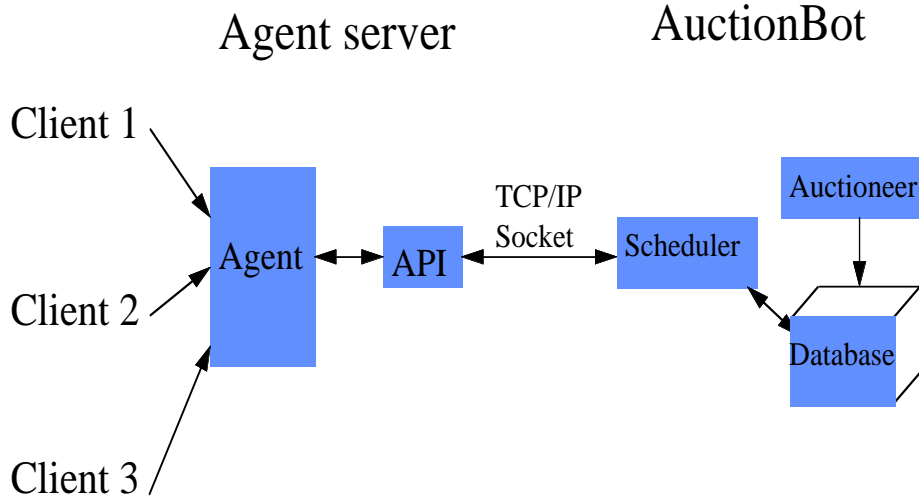 Agent server
AuctionBot
Client 1
Client 2
Client 3
Agent
API
TCP/IP
Socket
Scheduler
Auctioneer
Database